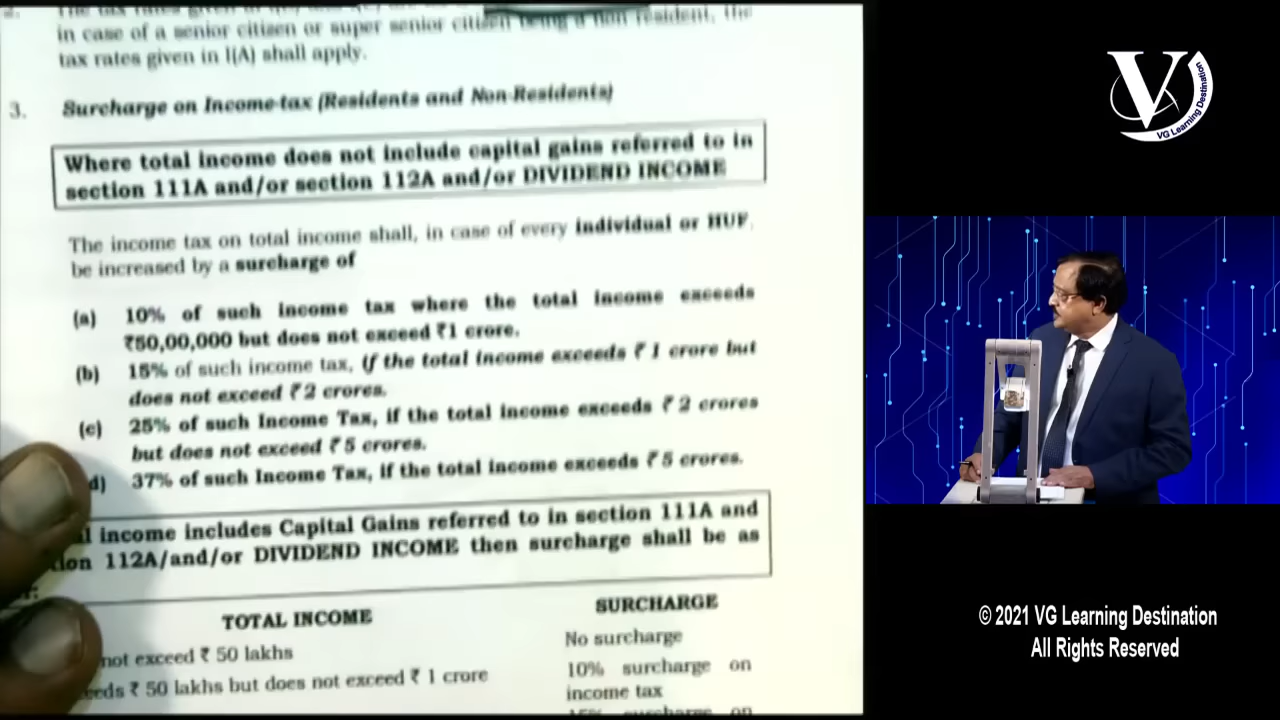 2. The tax rates given in
in case of a senior citizen or super senior citizen being a non resident, the
tax rates given in I(A) shall apply.
3. Surcharge on Income-tax (Residents and Non-Residents)
Where total income does not include capital gains referred to in
section 111A and/or section 112A and/or DIVIDEND INCOME
The income tax on total income shall, in case of every individual or HUF,
be increased by a surcharge of
(a) 10% of such income tax where the total income exceeds
₹50,00,000 but does not exceed ₹1 crore.
(b) 15% of such income tax, if the total income exceeds ₹ 1 crore but
does not exceed ₹ 2 crores.
(c) 25% of such Income Tax, if the total income exceeds ₹ 2 crores
but does not exceed ₹ 5 crores.
d) 37% of such Income Tax, if the total income exceeds ₹ 5 crores.
income includes Capital Gains referred to in section 111A and
112A/and/or DIVIDEND INCOME then surcharge shall be as
TOTAL INCOME SURCHARGE
not exceed ₹ 50 lakhs No surcharge
₹ 50 lakhs but does not exceed ₹ 1 crore 10% surcharge on
income tax
15% surcharge on
V
VG Learning Destination
© 2021 VG Learning Destination
All Rights Reserved